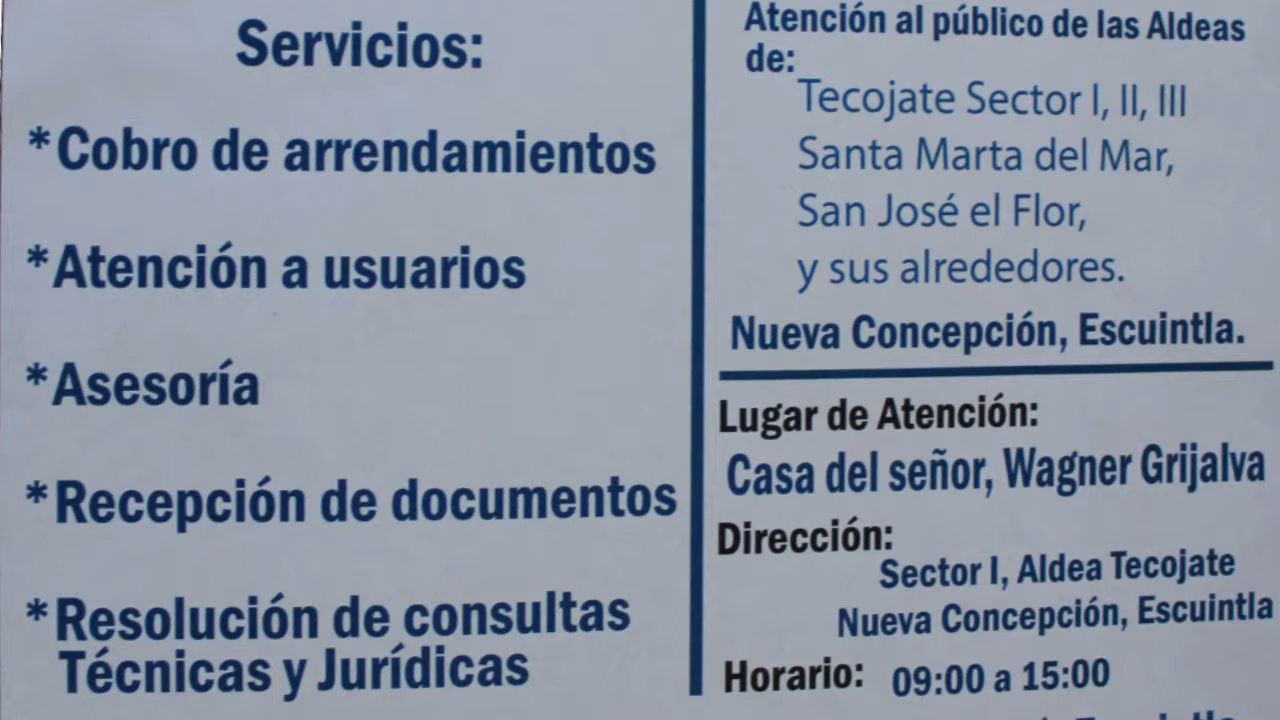 Servicios:
*Cobro de arrendamientos
*Atención a usuarios
*Asesoría
*Recepción de documentos
*Resolución de consultas
Técnicas y Jurídicas
Atención al público de las Aldeas
de:
Tecojate Sector I, II, III
Santa Marta del Mar,
San José el Flor,
y sus alrededores.
Nueva Concepción, Escuintla.
Lugar de Atención:
Casa del señor, Wagner Grijalva
Dirección:
Sector I, Aldea Tecojate
Nueva Concepción, Escuintla
Horario: 09:00 a 15:00